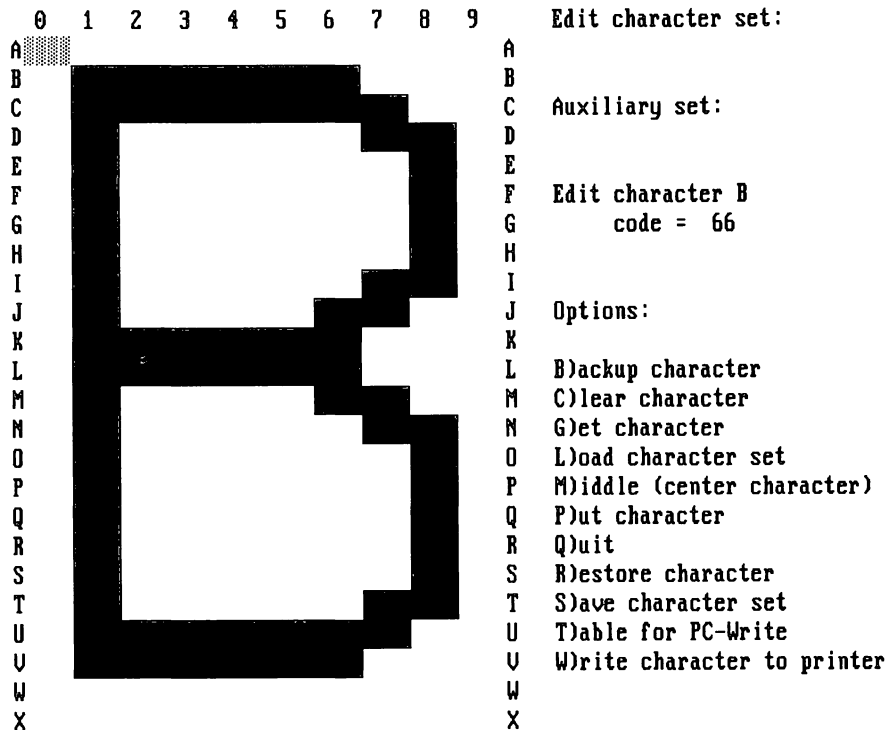 0 1 2 3 4 5 6 7 8 9 Edit character set:
A A
B B
C C Auxiliary set:
D D
E E
F F Edit character B
G G code = 66
H H
I I
J J Options:
K K
L L B)ackup character
M M C)lear character
N N G)et character
O O L)oad character set
P P M)iddle (center character)
Q Q P)ut character
R R Q)uit
S S R)estore character
T T S)ave character set
U U T)able for PC-Write
V V W)rite character to printer
W W
X X